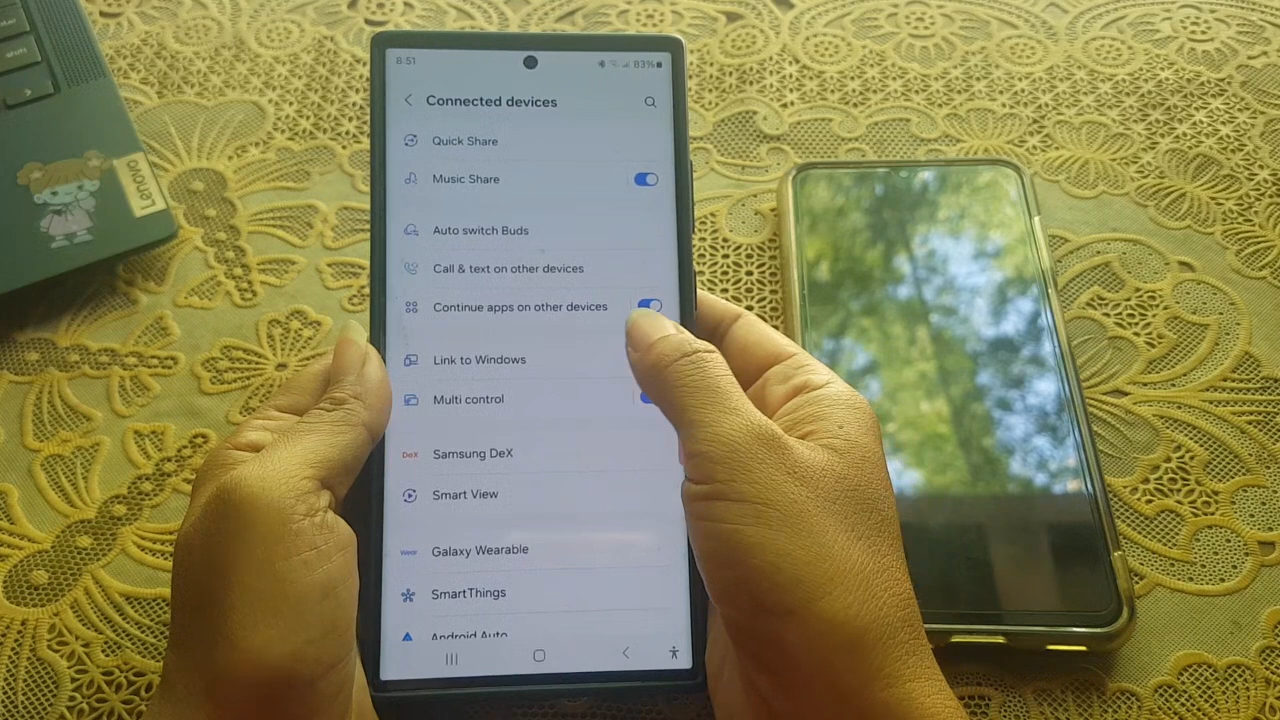 8:51
83%
Connected devices
Quick Share
Music Share
Auto switch Buds
Call & text on other devices
Continue apps on other devices
Link to Windows
Multi control
DeX Samsung DeX
Smart View
Wear Galaxy Wearable
SmartThings
Android Auto
Lenovo